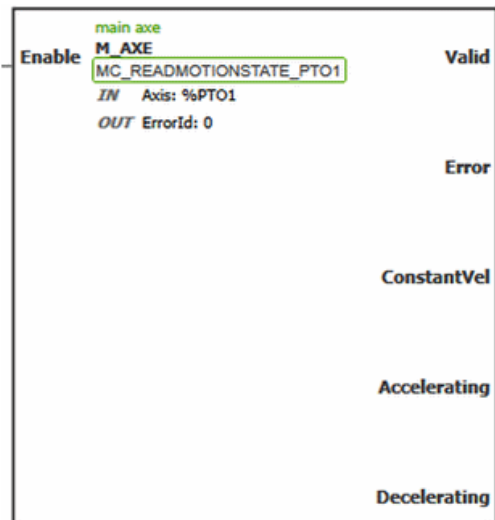 main axe
Enable M_AXE Valid
MC_READMOTIONSTATE_PTO1
IN Axis: %PTO1
OUT ErrorId: 0
Error
ConstantVel
Accelerating
Decelerating